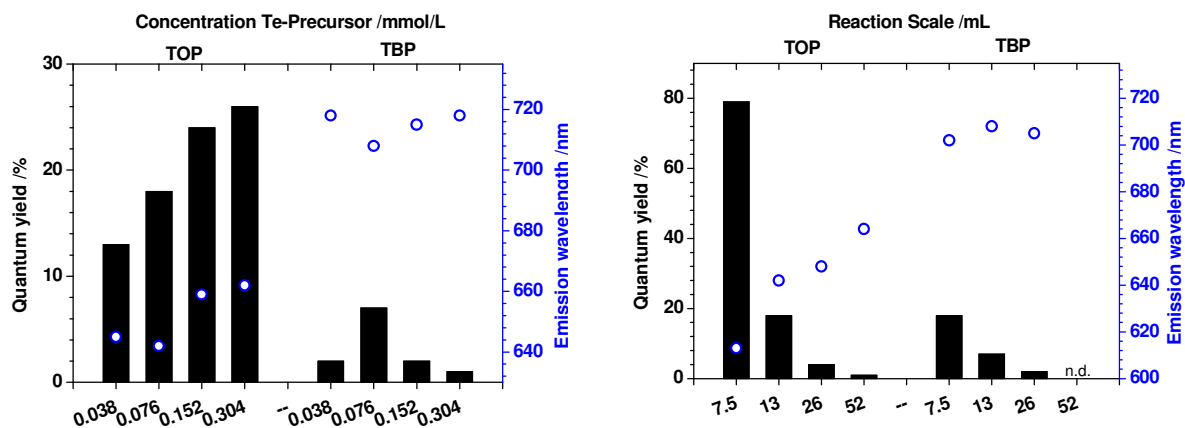 Concentration Te-Precursor /mmol/L
TOP TBP
30
20
10
0
Quantum yield /%
720
700
680
660
640
Emission wavelength /nm
0.038 0.076 0.152 0.304 -- 0.038 0.076 0.152 0.304
Reaction Scale /mL
TOP TBP
80
60
40
20
0
Quantum yield /%
n.d.
720
700
680
660
640
620
600
Emission wavelength /nm
7.5 13 26 52 -- 7.5 13 26 52